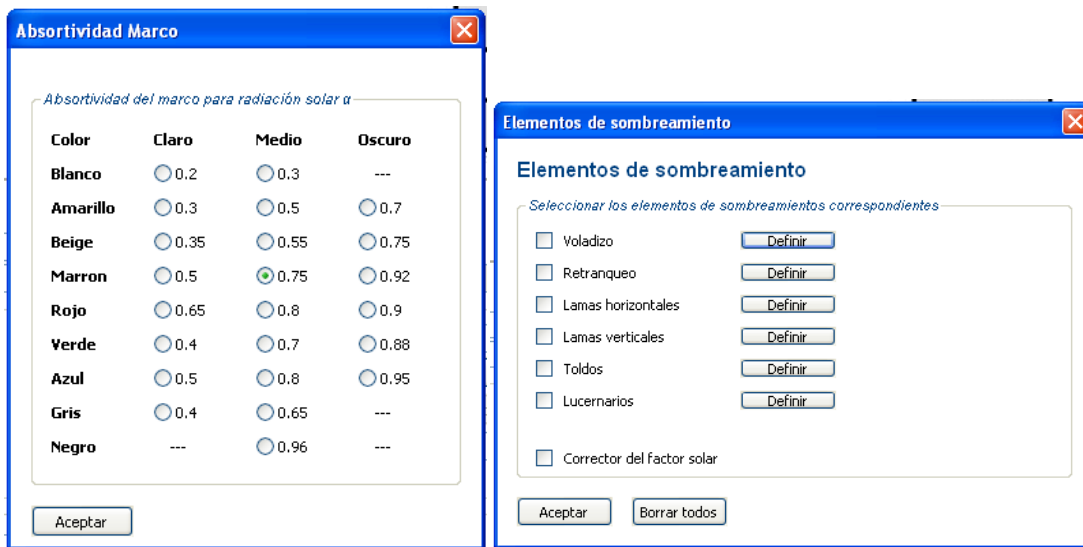 Absortividad Marco
Absortividad del marco para radiación solar α
Color Claro Medio Oscuro
Blanco 0.2 0.3 ---
Amarillo 0.3 0.5 0.7
Beige 0.35 0.55 0.75
Marron 0.5 0.75 0.92
Rojo 0.65 0.8 0.9
Verde 0.4 0.7 0.88
Azul 0.5 0.8 0.95
Gris 0.4 0.65 ---
Negro --- 0.96 ---
Aceptar
Elementos de sombreamiento
Elementos de sombreamiento
Seleccionar los elementos de sombreamientos correspondientes
Voladizo Definir
Retranqueo Definir
Lamas horizontales Definir
Lamas verticales Definir
Toldos Definir
Lucernarios Definir
Corrector del factor solar
Aceptar Borrar todos